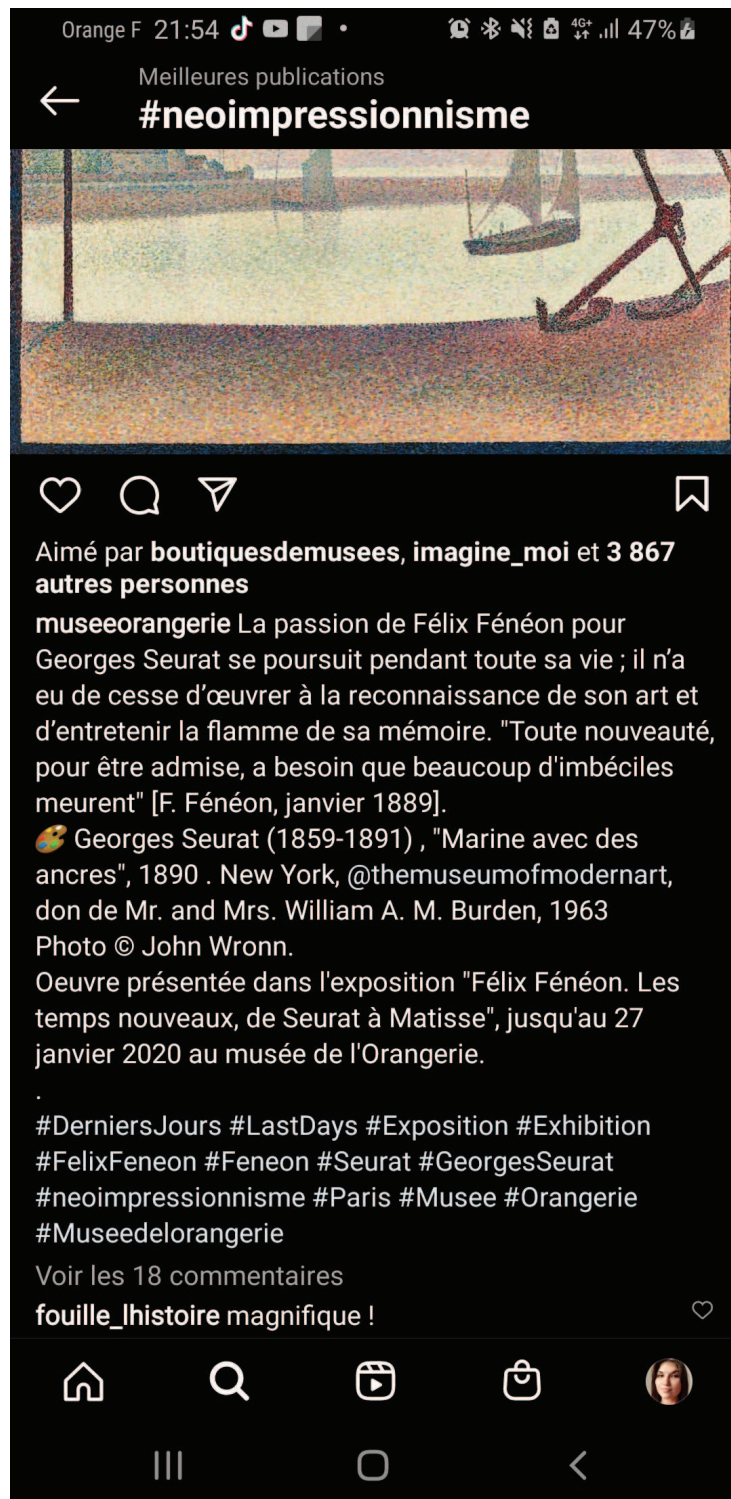 Orange F 21:54
4G+ 47%
Meilleures publications
#neoimpressionnisme
Aimé par boutiquesdemusees, imagine_moi et 3 867
autres personnes
museeorangerie La passion de Félix Fénéon pour
Georges Seurat se poursuit pendant toute sa vie ; il n’a
eu de cesse d’œuvrer à la reconnaissance de son art et
d’entretenir la flamme de sa mémoire. "Toute nouveauté,
pour être admise, a besoin que beaucoup d'imbéciles
meurent" [F. Fénéon, janvier 1889].
🎨 Georges Seurat (1859-1891) , "Marine avec des
ancres", 1890 . New York, @themuseumofmodernart,
don de Mr. and Mrs. William A. M. Burden, 1963
Photo © John Wronn.
Oeuvre présentée dans l'exposition "Félix Fénéon. Les
temps nouveaux, de Seurat à Matisse", jusqu'au 27
janvier 2020 au musée de l'Orangerie.
.
#DerniersJours #LastDays #Exposition #Exhibition
#FelixFeneon #Feneon #Seurat #GeorgesSeurat
#neoimpressionnisme #Paris #Musee #Orangerie
#Museedelorangerie
Voir les 18 commentaires
fouille_lhistoire magnifique !